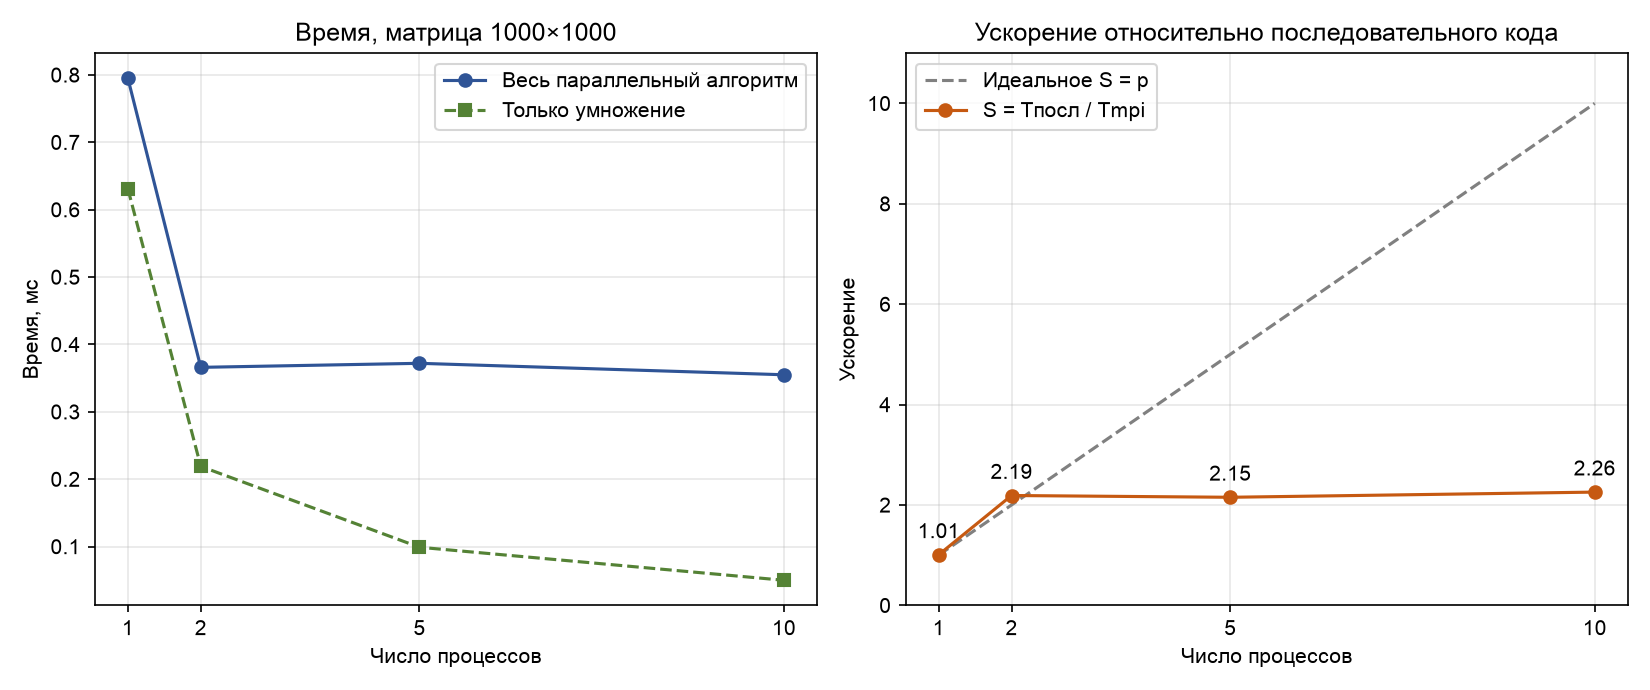 Время, матрица 1000×1000
Весь параллельный алгоритм
Только умножение
Время, мс
0.8
0.7
0.6
0.5
0.4
0.3
0.2
0.1
1 2 5 10
Число процессов
Ускорение относительно последовательного кода
Идеальное S = p
S = Tпосл / Tmpi
Ускорение
10
8
6
4
2
0
1.01
2.19
2.15
2.26
1 2 5 10
Число процессов